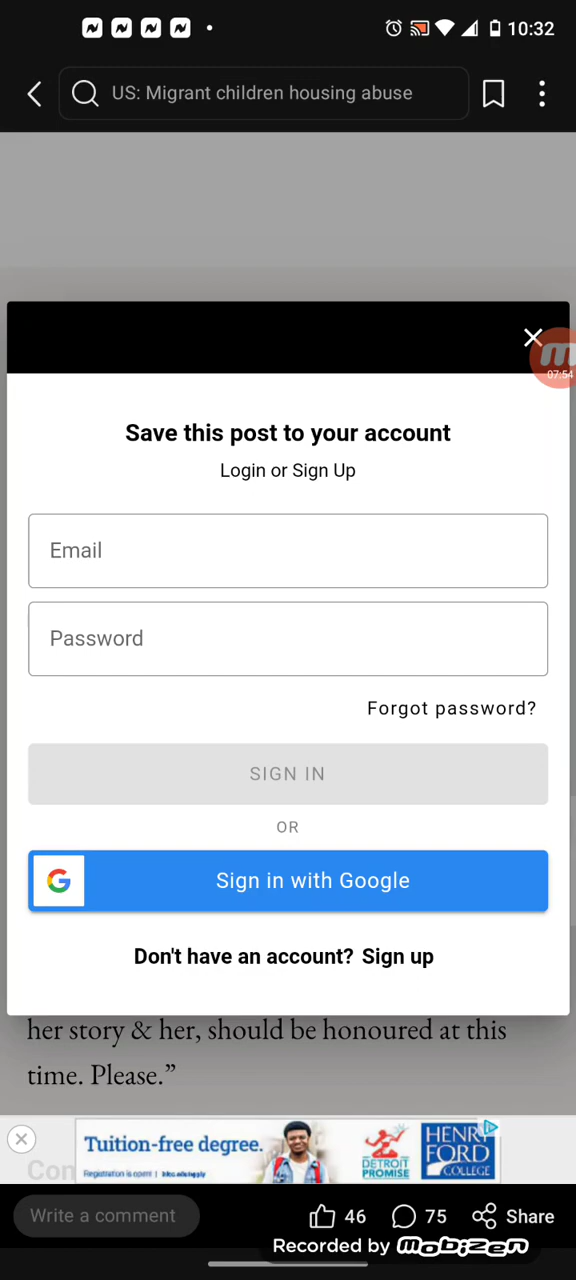 10:32
US: Migrant children housing abuse
07:54
Save this post to your account
Login or Sign Up
Email
Password
Forgot password?
SIGN IN
OR
Sign in with Google
Don't have an account? Sign up
her story & her, should be honoured at this
time. Please.”
Tuition-free degree.
DETROIT
PROMISE
HENRY
FORD
COLLEGE
Con
Write a comment
46
75
Share
Recorded by mobizen